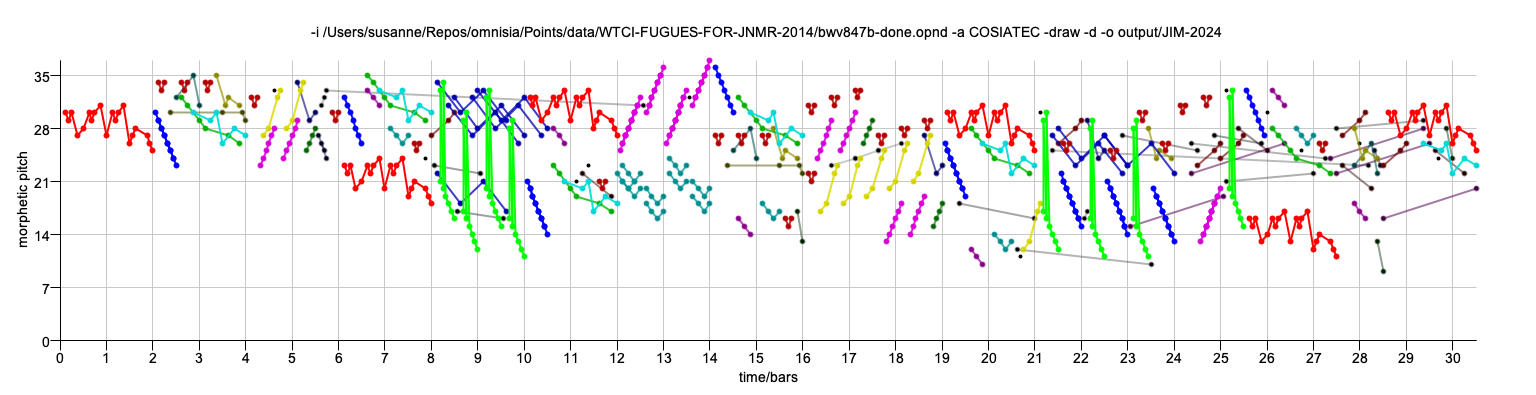 -i /Users/susanne/Repos/omnisia/Points/data/WTCI-FUGUES-FOR-JNMR-2014/bwv847b-done.opnd -a COSIATEC -draw -d -o output/JIM-2024
morphetic pitch
35
28
21
14
7
0
0 1 2 3 4 5 6 7 8 9 10 11 12 13 14 15 16 17 18 19 20 21 22 23 24 25 26 27 28 29 30
time/bars